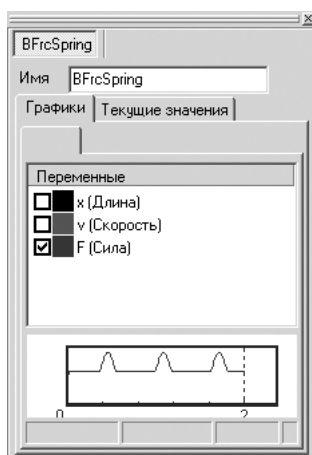 BFrcSpring
Имя BFrcSpring
Графики Текущие значения
Переменные
x (Длина)
v (Скорость)
F (Сила)
0 2